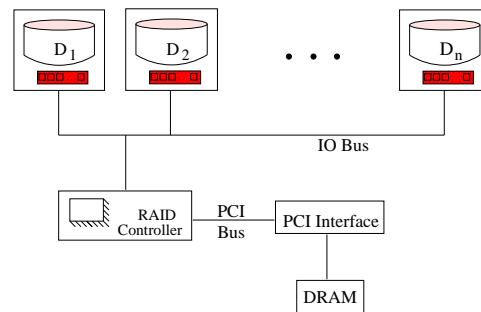 D1
D2
Dn
IO Bus
RAID
Controller
PCI
Bus
PCI Interface
DRAM